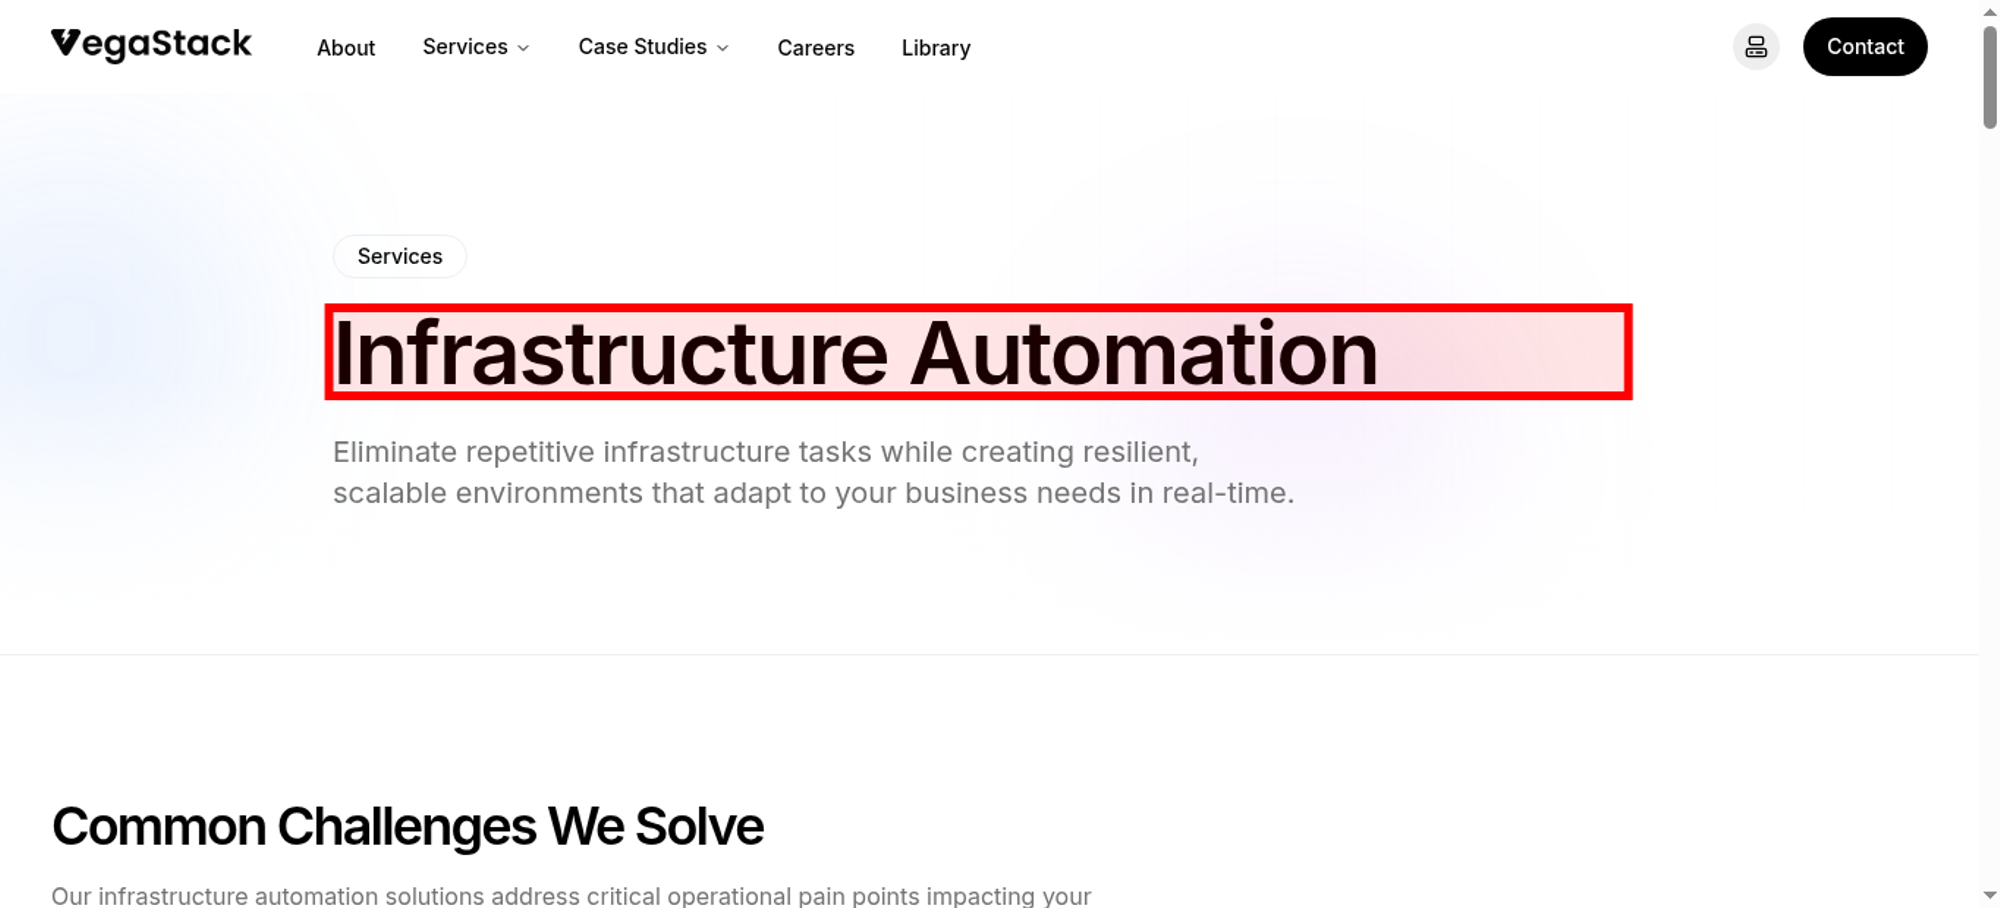 VegaStack
About
Services
Case Studies
Careers
Library
Contact
Services
Infrastructure Automation
Eliminate repetitive infrastructure tasks while creating resilient,
scalable environments that adapt to your business needs in real-time.
Common Challenges We Solve
Our infrastructure automation solutions address critical operational pain points impacting your